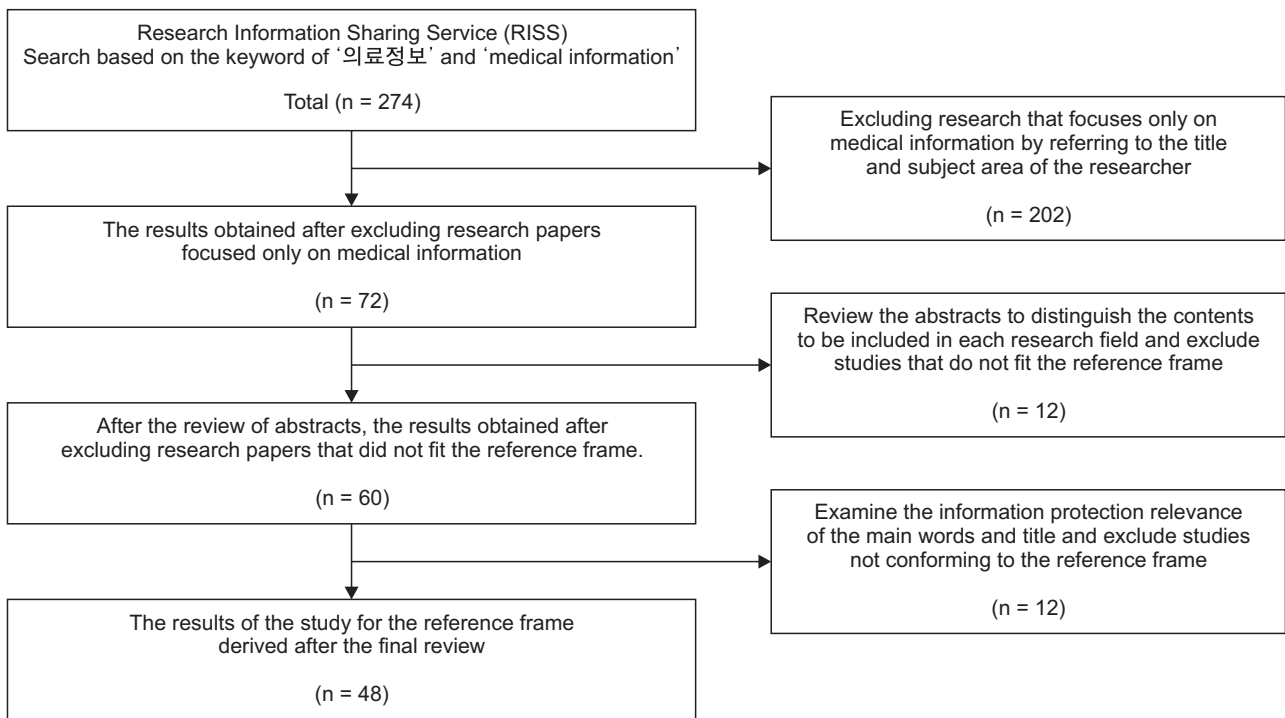 Research Information Sharing Service (RISS)
Search based on the keyword of ‘의료정보’ and ‘medical information’
Total (n = 274)
Excluding research that focuses only on
medical information by referring to the title
and subject area of the researcher
(n = 202)
The results obtained after excluding research papers
focused only on medical information
(n = 72)
Review the abstracts to distinguish the contents
to be included in each research field and exclude
studies that do not fit the reference frame
(n = 12)
After the review of abstracts, the results obtained after
excluding research papers that did not fit the reference frame.
(n = 60)
Examine the information protection relevance
of the main words and title and exclude studies
not conforming to the reference frame
(n = 12)
The results of the study for the reference frame
derived after the final review
(n = 48)